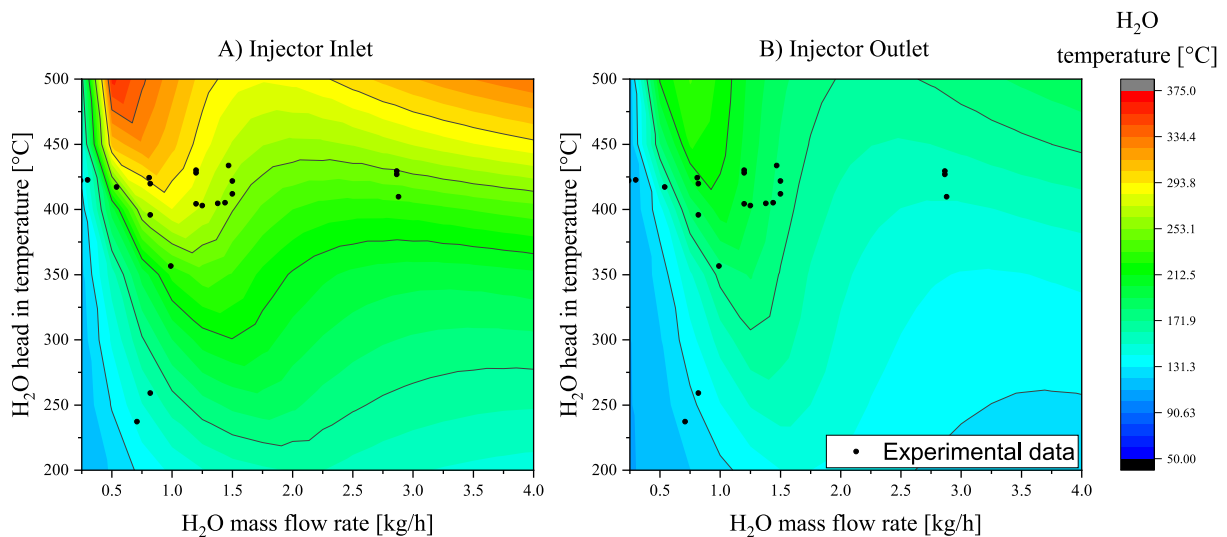 A) Injector Inlet
B) Injector Outlet
H₂O
temperature [°C]
H₂O head in temperature [°C]
500
450
400
350
300
250
200
0.5 1.0 1.5 2.0 2.5 3.0 3.5 4.0
H₂O mass flow rate [kg/h]
H₂O head in temperature [°C]
500
450
400
350
300
250
200
Experimental data
0.5 1.0 1.5 2.0 2.5 3.0 3.5 4.0
H₂O mass flow rate [kg/h]
375.0
334.4
293.8
253.1
212.5
171.9
131.3
90.63
50.00